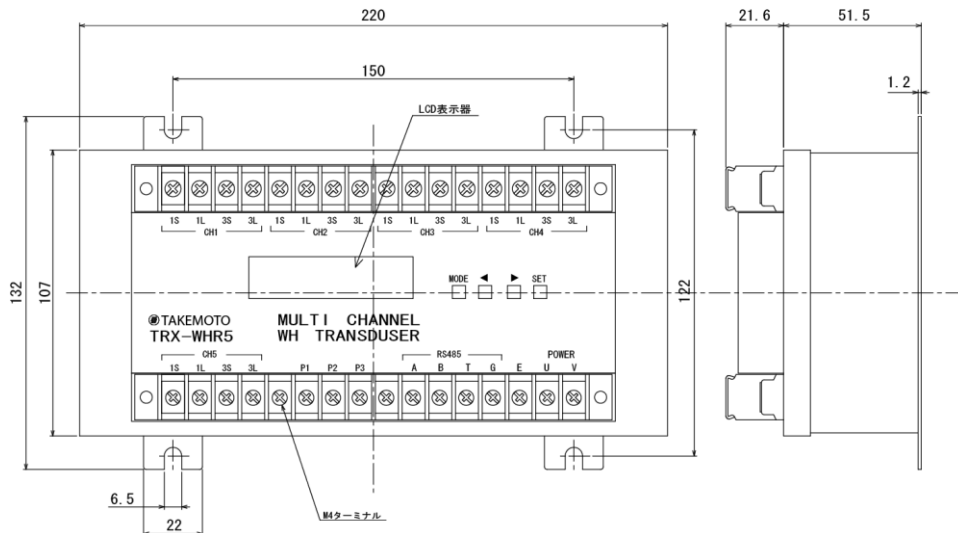 220
21.6 51.5
150
1.2
LCD表示器
1S 1L 3S 3L 1S 1L 3S 3L 1S 1L 3S 3L 1S 1L 3S 3L
CH1 CH2 CH3 CH4
MODE ◀ ▶ SET
132 107 122
TAKEMOTO MULTI CHANNEL
TRX-WHR5 WH TRANSDUSER
CH5 RS485 POWER
1S 1L 3S 3L P1 P2 P3 A B T G E U V
6.5
22
M4ターミナル